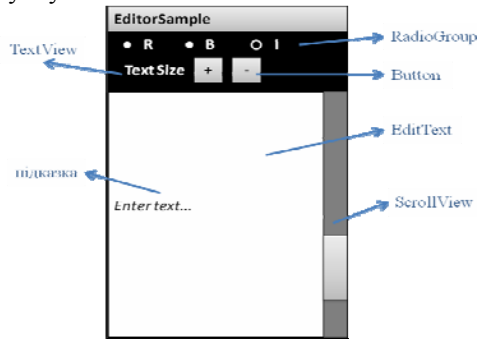 EditorSample
R B I
RadioGroup
TextView
Text Size + -
Button
EditText
підказка
Enter text...
ScrollView